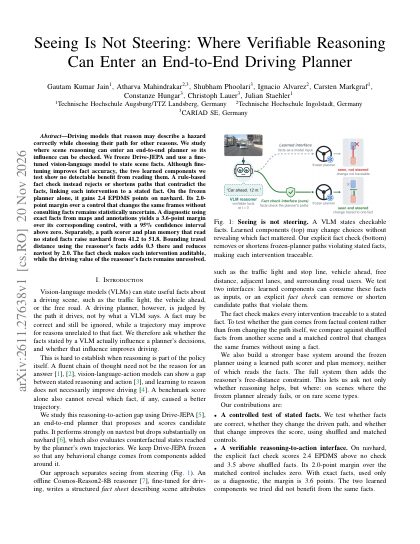 Seeing Is Not Steering: Where Verifiable Reasoning
Can Enter an End-to-End Driving Planner
Gautam Kumar Jain¹, Atharva Mahindrakar²,¹, Shubham Phoolari¹, Ignacio Alvarez², Carsten Markgraf¹,
Constanze Hungar³, Christoph Lauer³, Julian Staehler¹
¹Technische Hochschule Augsburg/TTZ Landsberg, Germany ²Technische Hochschule Ingolstadt, Germany
³CARIAD SE, Germany
arXiv:2611.27638v1 [cs.RO] 20 Nov 2026
Abstract—Driving models that reason may describe a hazard
correctly while choosing their path for other reasons. We
study where scene reasoning can enter an end-to-end planner
so its influence can be checked. We freeze Drive-JEPA and use a
fine-tuned vision-language model to state scene facts. Although
finetuning improves fact accuracy, the two learned components we
test show no detectable benefit from reading them. A rule-based
fact check instead rejects or shortens paths that contradict
the facts, linking each intervention to a stated fact. On the
frozen planner alone, it gains 2.4 EPDMS points on navhard. Its 2.0-
point margin over a control that changes the same frames without
consulting facts remains statistically uncertain. A diagnostic using
exact facts from maps and annotations yields a 3.6-point margin
over its corresponding control, with a 95% confidence interval
above zero. Separately, a path scorer and plan memory that read
no stated facts raise navhard from 41.2 to 51.8. Bounding
travel distance using the reasoner's facts adds 0.3 there and reduces
navtest by 2.0. The fact check makes each intervention auditable,
while the driving value of the reasoner's facts remains unresolved.
I. Introduction
Vision-language models (VLMs) can state useful facts about
a driving scene, such as the traffic light, the vehicle ahead,
or the free road. A driving planner, however, is judged by
the path it drives, not by what a VLM says. A fact may be
correct and still be ignored, while a trajectory may improve
for reasons unrelated to that fact. We therefore ask whether the
facts stated by a VLM actually influence a planner's decisions,
and whether that influence improves driving.
This is hard to establish when reasoning is part of the policy
itself. A fluent chain of thought need not be the reason for an
answer [1], [2], vision-language-action models can show a gap
between stated reasoning and action [3], and learning to reason
does not necessarily improve driving [4]. A benchmark score
alone also cannot reveal which fact, if any, caused a better
trajectory.
We study this reasoning-to-action gap using Drive-JEPA [5],
an end-to-end planner that proposes and scores candidate
paths. It performs strongly on navtest but drops substantially
on navhard [6], which also evaluates counterfactual states reached
by the planner's own trajectories. We keep Drive-JEPA frozen
so that any behavioral change comes from components added
around it.
Our approach separates seeing from steering (Fig. 1). An
offline Cosmos-Reason2-8B reasoner [7], fine-tuned for driv-
ing, writes a structured fact sheet describing scene attributes
Fig. 1: Seeing is not steering. A VLM states checkable
facts. Learned components (top) may change choices without
revealing which fact mattered. Our explicit fact check (bottom)
removes or shortens planner paths violating stated facts, making
each intervention traceable.
such as the traffic light and stop line, vehicle ahead, free
distance, adjacent lanes, and surrounding road users. We
test two interfaces: learned components can consume these facts
as inputs, or an explicit fact check can remove or shorten
candidate paths that violate them.
The fact check makes every intervention traceable to a stated fact.
To test whether the gain comes from factual content rather
than from changing the path itself, we compare against shuffled
facts from another scene and a matched control that changes
the same frames without using a fact.
We also build a stronger base system around the frozen
planner using a learned path scorer and plan memory, neither
of which reads the facts. The full system then adds the
reasoner's free-distance constraint. This lets us ask not only
whether reasoning helps, but where: on scenes where the
frozen planner already fails, or on rare scene types.
Our contributions are:
• A controlled test of stated facts. We test whether facts
are correct, whether they change the driven path, and whether
that change improves the score, using shuffled and matched
controls.
• A verifiable reasoning-to-action interface. On navhard,
the explicit fact check scores 2.4 EPDMS above no check
and 3.5 above shuffled facts. Its 2.0-point margin over the
matched control includes zero. With exact facts, used only
as a diagnostic, the margin is 3.6 points. The two learned
components we tried did not benefit from the same facts.